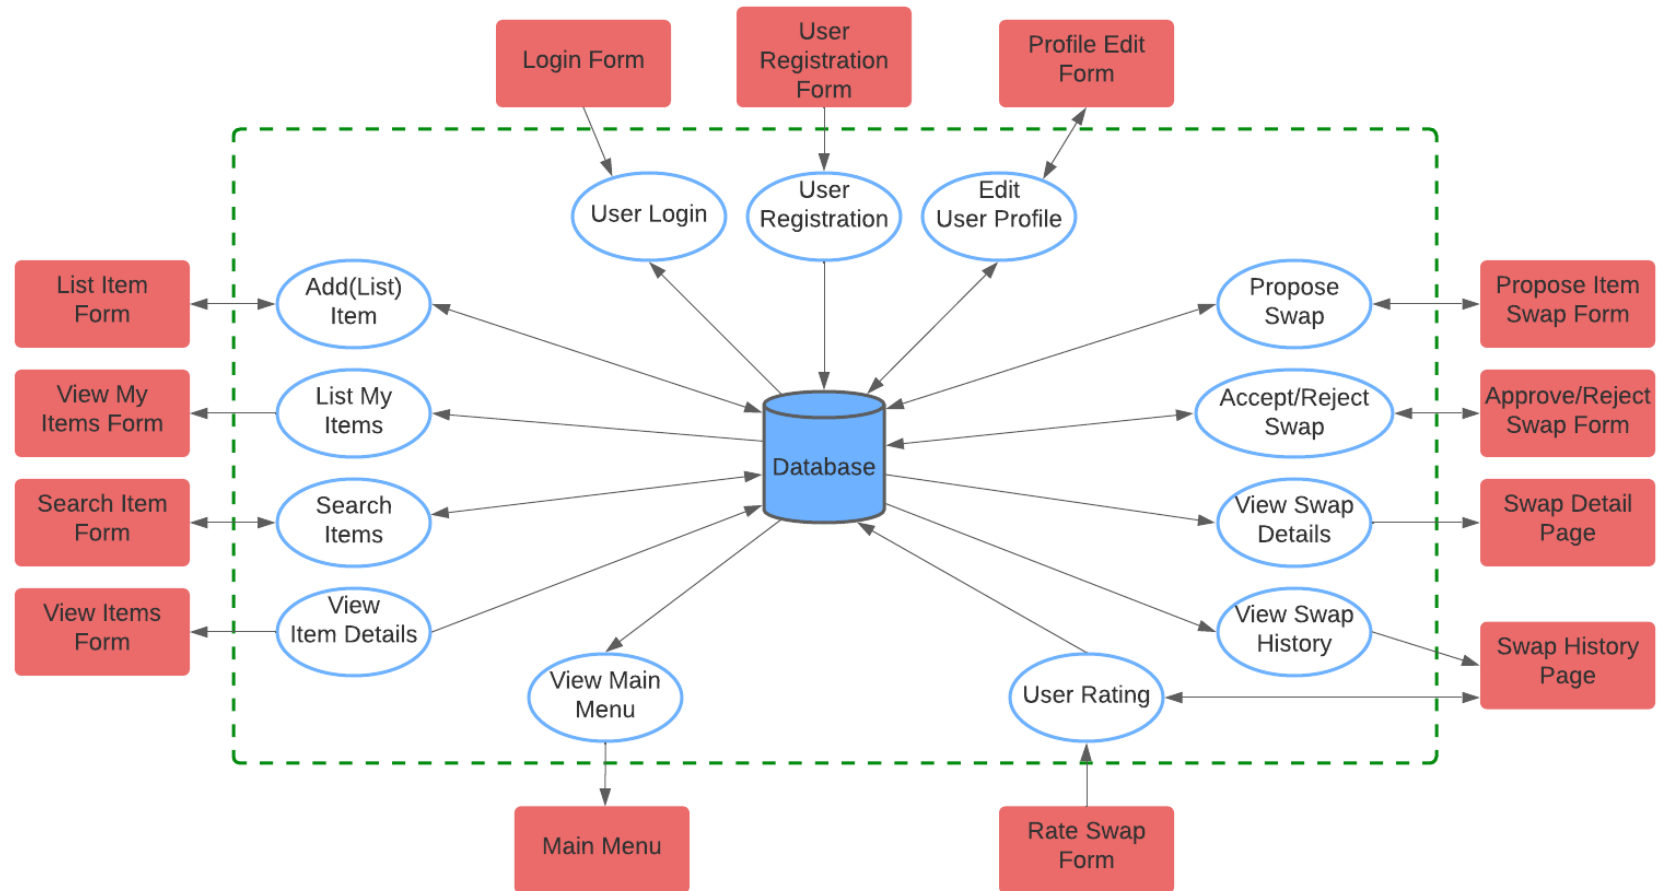 Login Form
User
Registration
Form
Profile Edit
Form
User Login
User
Registration
Edit
User Profile
List Item
Form
Add(List)
Item
Propose
Swap
Propose Item
Swap Form
View My
Items Form
List My
Items
Accept/Reject
Swap
Approve/Reject
Swap Form
Database
Search Item
Form
Search
Items
View Swap
Details
Swap Detail
Page
View Items
Form
View
Item Details
View Swap
History
Swap History
Page
View Main
Menu
User Rating
Main Menu
Rate Swap
Form